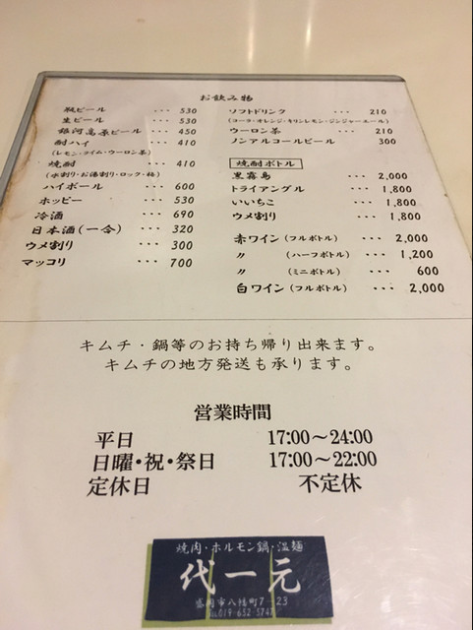 お飲み物
瓶ビール ･･･ 530
生ビール ･･･ 530
銀河高原ビール ･･･ 450
酎ハイ ･･･ 410
(レモン・ライム・ウーロン茶)
焼酎 ･･･ 410
(水割り・お湯割り・ロック・梅)
ハイボール ･･･ 600
ホッピー ･･･ 530
冷酒 ･･･ 690
日本酒(一合) ･･･ 320
ウメ割り ･･･ 300
マッコリ ･･･ 700
ソフトドリンク ･･･ 210
(コーラ・オレンジ・キリンレモン・ジンジャーエール)
ウーロン茶 ･･･ 210
ノンアルコールビール 300
焼酎ボトル
黒霧島 ･･･ 2,000
トライアングル ･･･ 1,800
いいちこ ･･･ 1,800
ウメ割り ･･･ 1,800
赤ワイン(フルボトル) ･･･ 2,000
〃 (ハーフボトル) ･･･ 1,200
〃 (ミニボトル) ･･･ 600
白ワイン(フルボトル) ･･･ 2,000
キムチ・鍋等のお持ち帰り出来ます。
キムチの地方発送も承ります。
営業時間
平日 17:00～24:00
日曜・祝・祭日 17:00～22:00
定休日 不定休
焼肉・ホルモン鍋・温麺
代一元
盛岡市八幡町7-23